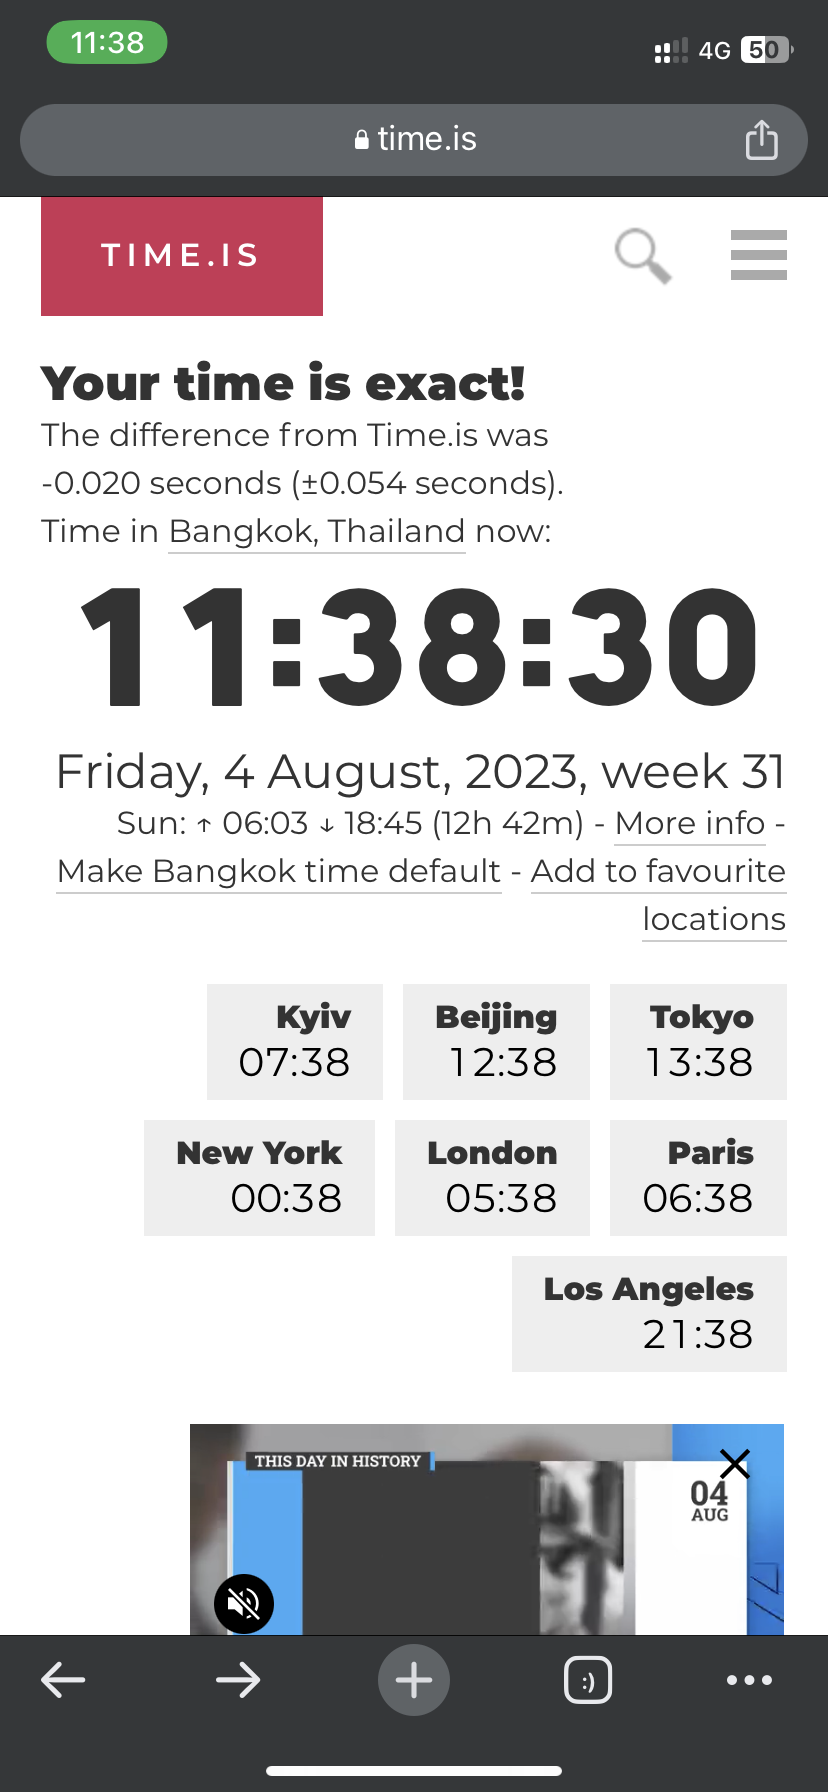 11:38
4G 50
time.is
TIME.IS
Your time is exact!
The difference from Time.is was
-0.020 seconds (±0.054 seconds).
Time in Bangkok, Thailand now:
11:38:30
Friday, 4 August, 2023, week 31
Sun: ↑ 06:03 ↓ 18:45 (12h 42m) - More info -
Make Bangkok time default - Add to favourite
locations
Kyiv
07:38
Beijing
12:38
Tokyo
13:38
New York
00:38
London
05:38
Paris
06:38
Los Angeles
21:38
THIS DAY IN HISTORY
04
AUG
:)